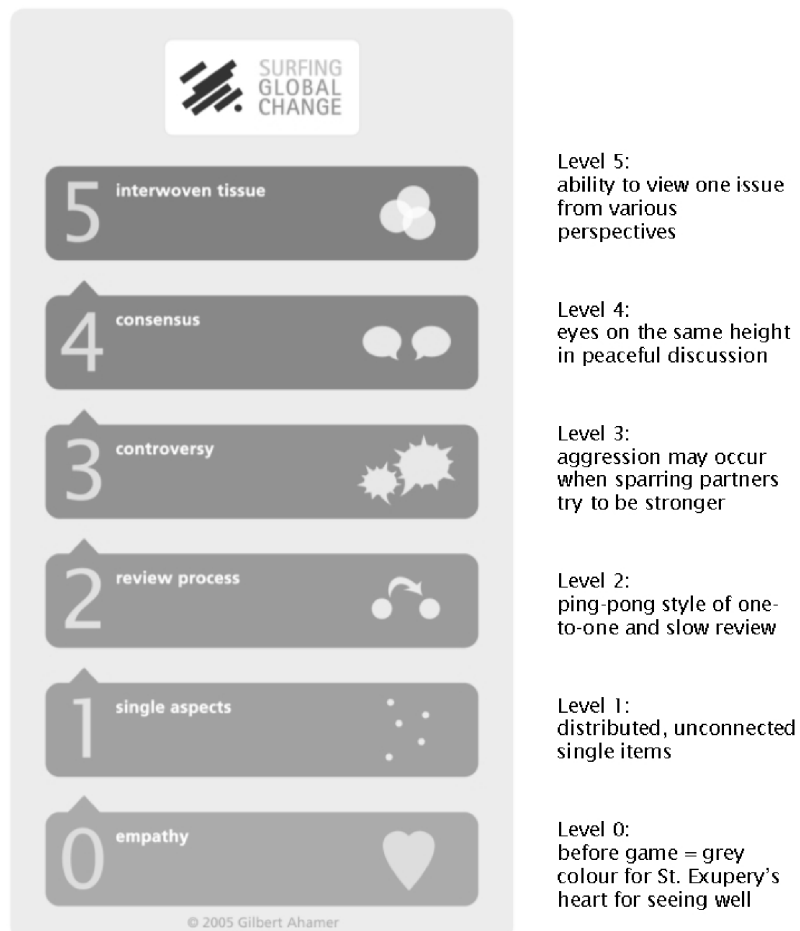 SURFING
GLOBAL
CHANGE
5 interwoven tissue
Level 5:
ability to view one issue
from various
perspectives
4 consensus
Level 4:
eyes on the same height
in peaceful discussion
3 controversy
Level 3:
aggression may occur
when sparring partners
try to be stronger
2 review process
Level 2:
ping-pong style of one-
to-one and slow review
1 single aspects
Level 1:
distributed, unconnected
single items
0 empathy
Level 0:
before game = grey
colour for St. Exupery's
heart for seeing well
© 2005 Gilbert Ahamer